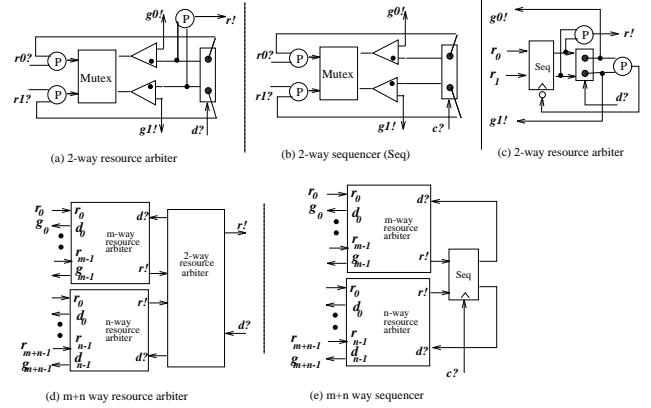 g0!
P
r!
r0?
P
Mutex
r1?
P
g1!
d?
(a) 2-way resource arbiter
g0!
r0?
P
Mutex
r1?
P
g1!
c?
(b) 2-way sequencer (Seq)
g0!
P
r!
r0
Seq
P
r1
d?
g1!
(c) 2-way resource arbiter
r0
r0
d?
g0
d0
m-way
resource
arbiter
rm-1
gm-1
r!
r0
r!
d0
n-way
resource
arbiter
rm+n-1
rn-1
gm+n-1
dn-1
d?
2-way
resource
arbiter
r!
d?
(d) m+n way resource arbiter
r0
r0
d?
g0
d0
m-way
resource
arbiter
rm-1
gm-1
r!
Seq
r0
r!
d0
n-way
resource
arbiter
rm+n-1
rn-1
gm+n-1
dn-1
d?
c?
(e) m+n way sequencer